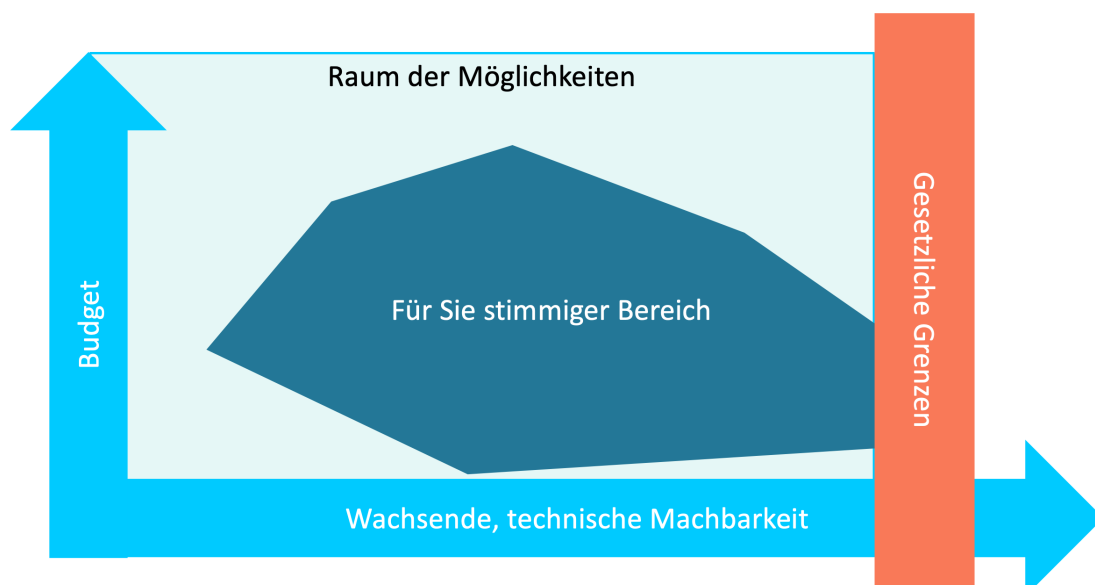 Raum der Möglichkeiten
Budget
Für Sie stimmiger Bereich
Gesetzliche Grenzen
Wachsende, technische Machbarkeit